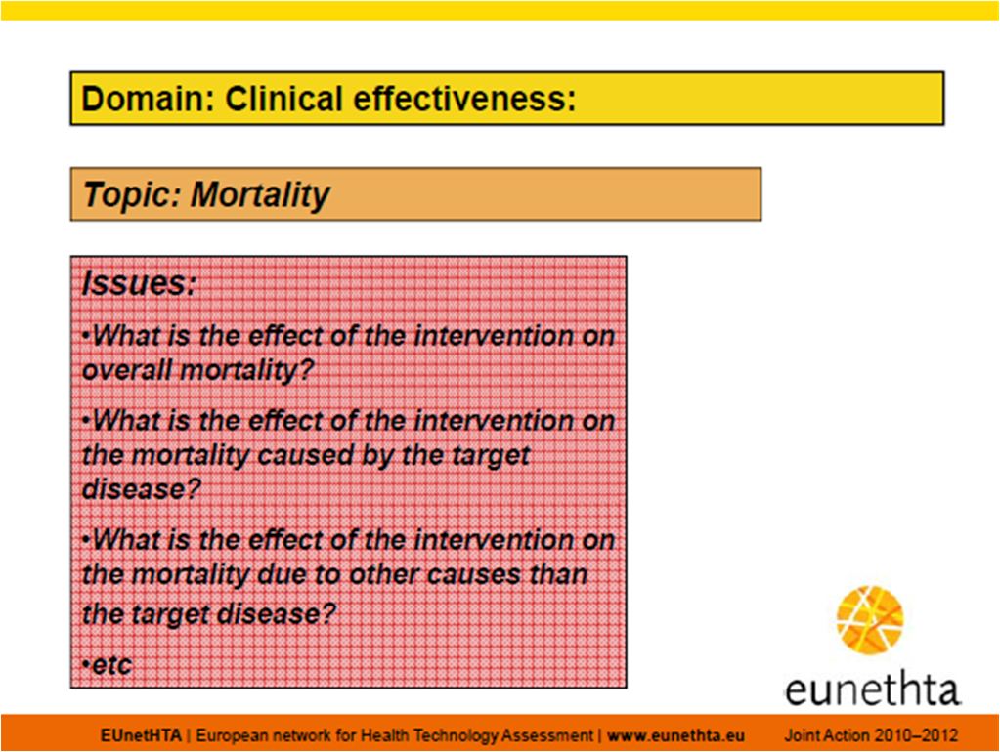 Domain: Clinical effectiveness:
Topic: Mortality
Issues:
•What is the effect of the intervention on
overall mortality?
•What is the effect of the intervention on
the mortality caused by the target
disease?
•What is the effect of the intervention on
the mortality due to other causes than
the target disease?
•etc
eunethta
EUnetHTA | European network for Health Technology Assessment | www.eunethta.eu Joint Action 2010–2012